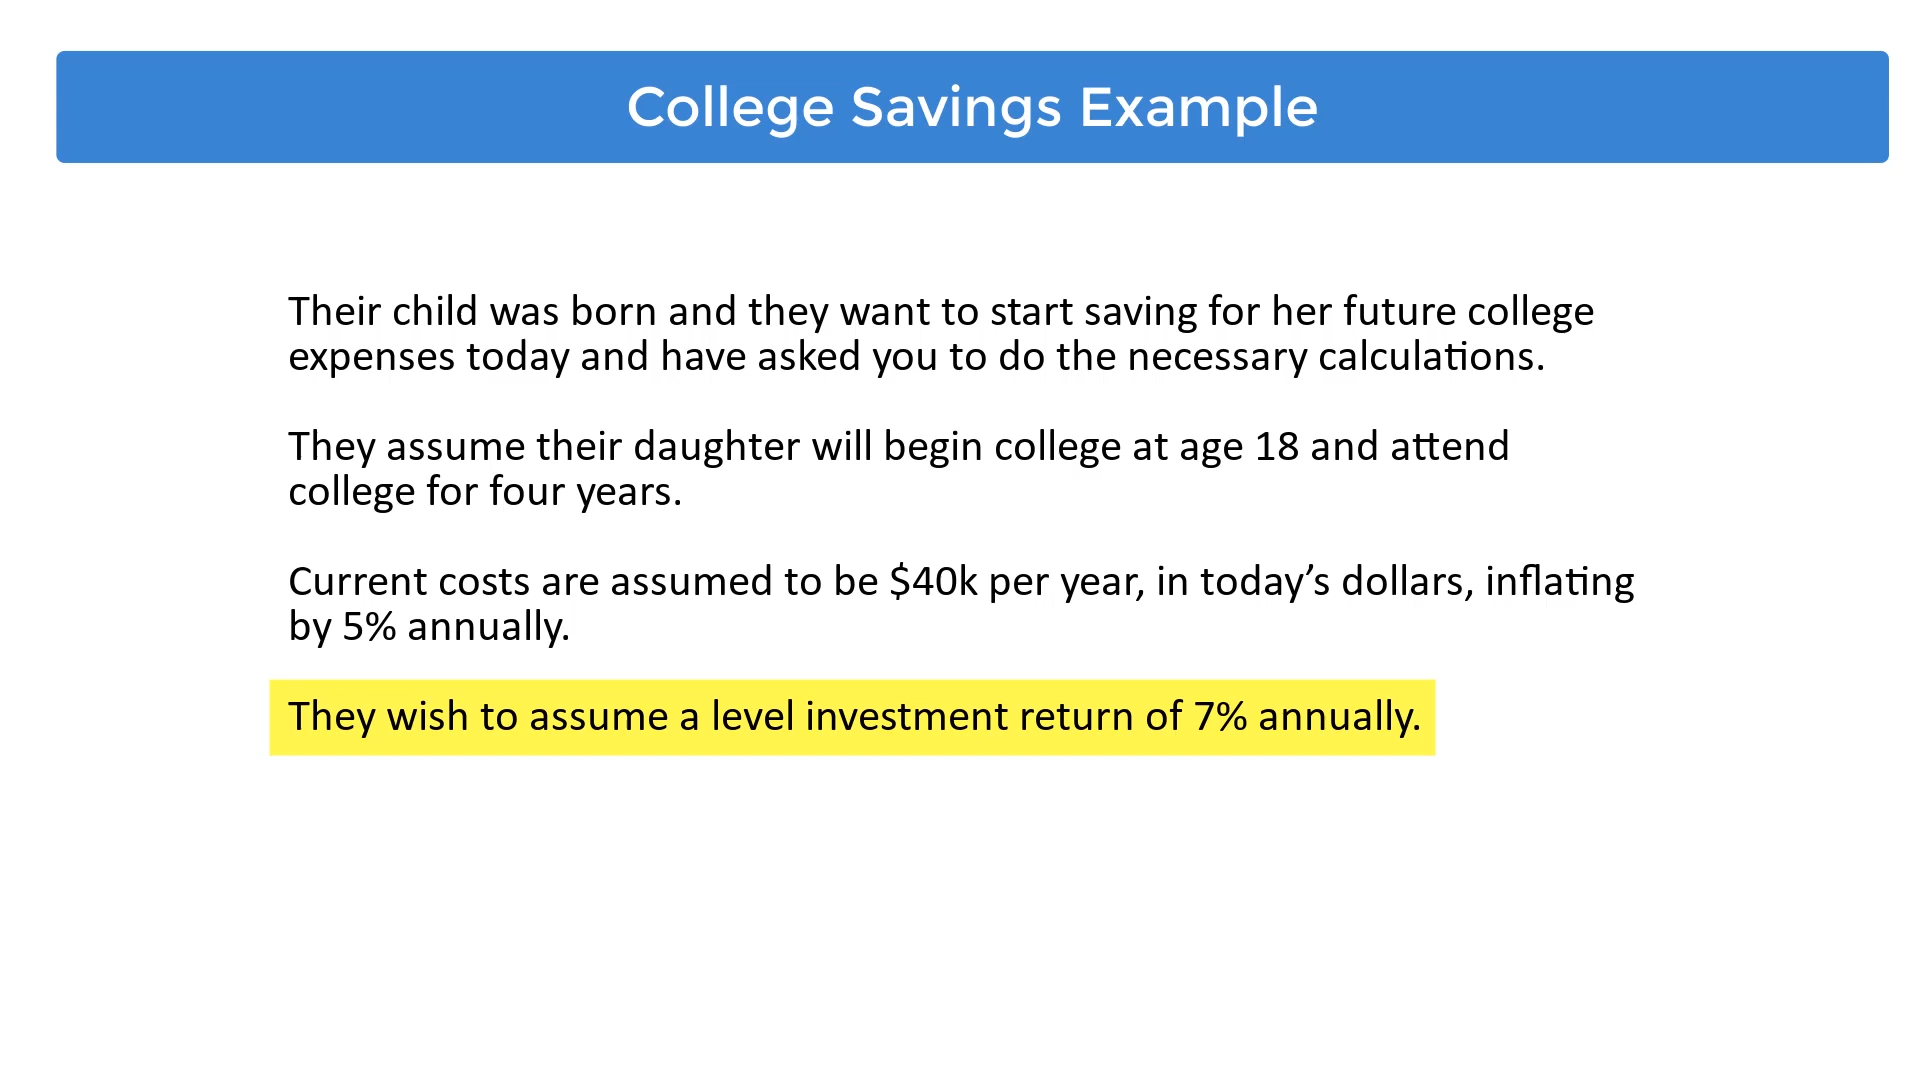 College Savings Example
Their child was born and they want to start saving for her future college
expenses today and have asked you to do the necessary calculations.
They assume their daughter will begin college at age 18 and attend
college for four years.
Current costs are assumed to be $40k per year, in today’s dollars, inflating
by 5% annually.
They wish to assume a level investment return of 7% annually.